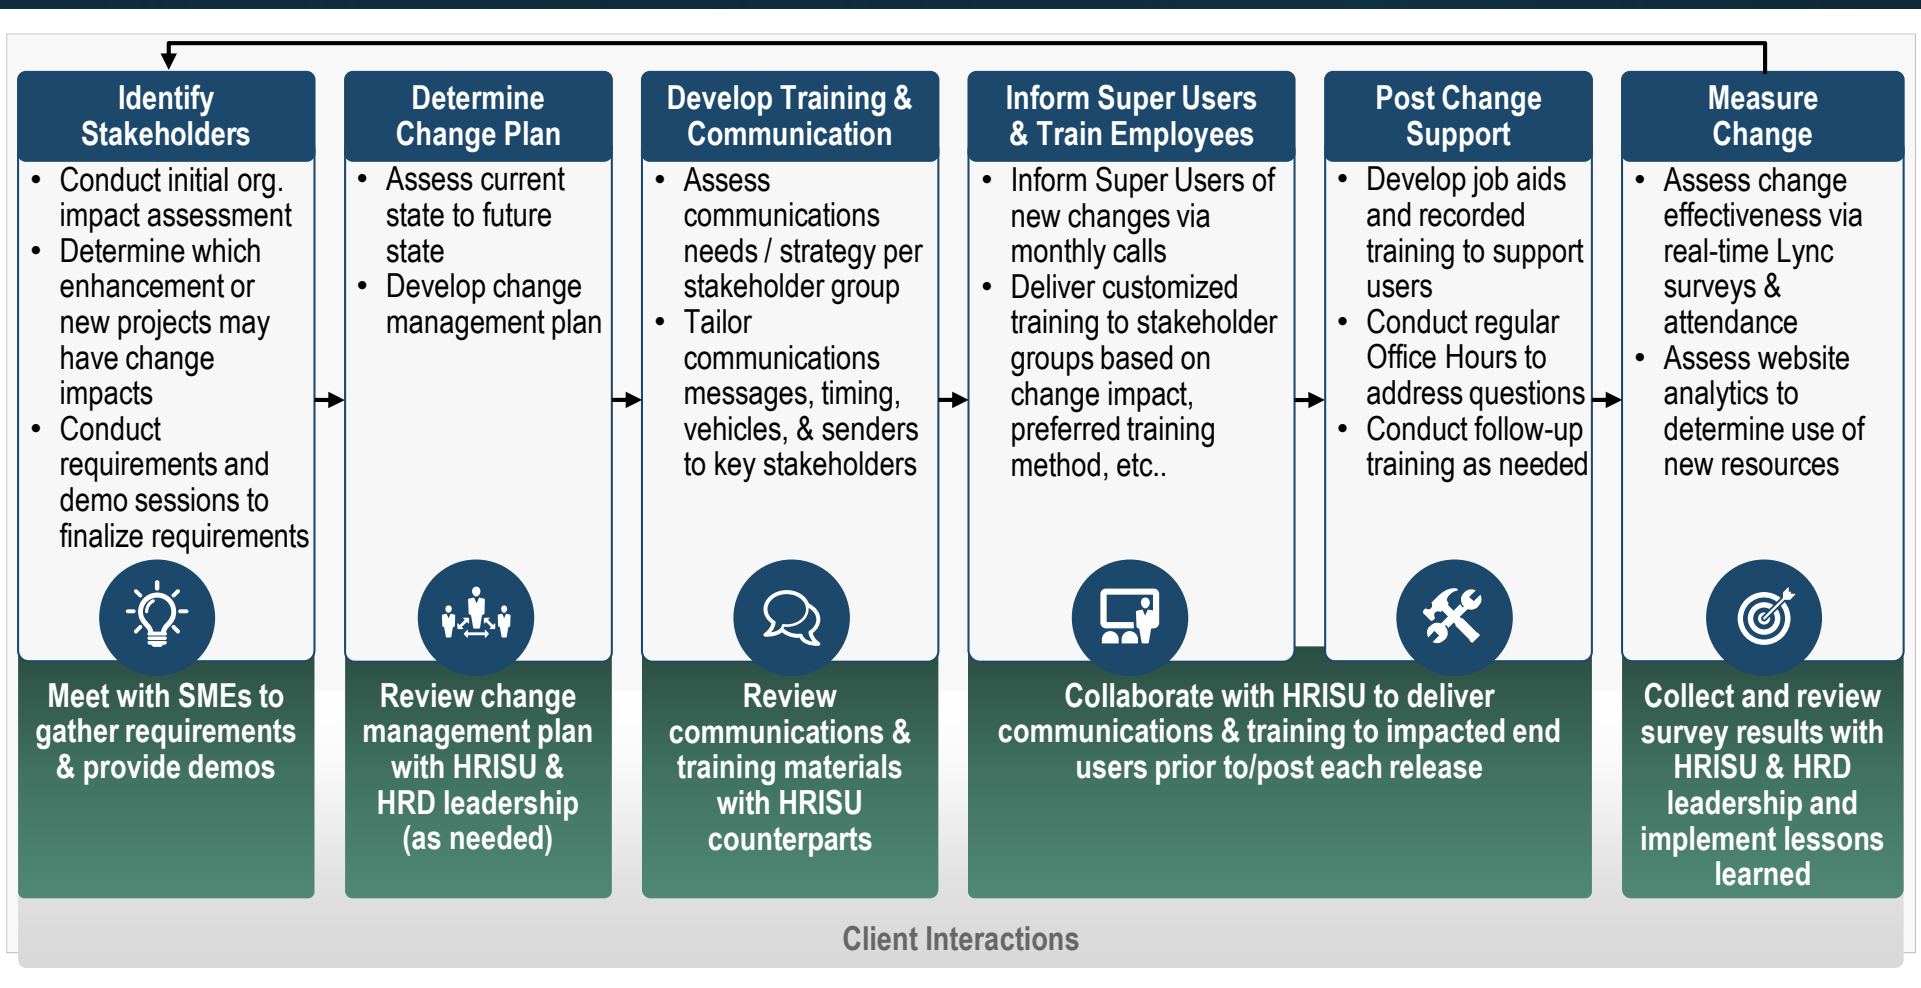 Identify
Stakeholders
• Conduct initial org.
impact assessment
• Determine which
enhancement or
new projects may
have change
impacts
• Conduct
requirements and
demo sessions to
finalize requirements
Determine
Change Plan
• Assess current
state to future
state
• Develop change
management plan
Develop Training &
Communication
• Assess
communications
needs / strategy per
stakeholder group
• Tailor
communications
messages, timing,
vehicles, & senders
to key stakeholders
Inform Super Users
& Train Employees
• Inform Super Users of
new changes via
monthly calls
• Deliver customized
training to stakeholder
groups based on
change impact,
preferred training
method, etc..
Post Change
Support
• Develop job aids
and recorded
training to support
users
• Conduct regular
Office Hours to
address questions
• Conduct follow-up
training as needed
Measure
Change
• Assess change
effectiveness via
real-time Lync
surveys &
attendance
• Assess website
analytics to
determine use of
new resources
Meet with SMEs to
gather requirements
& provide demos
Review change
management plan
with HRISU &
HRD leadership
(as needed)
Review
communications &
training materials
with HRISU
counterparts
Collaborate with HRISU to deliver
communications & training to impacted end
users prior to/post each release
Collect and review
survey results with
HRISU & HRD
leadership and
implement lessons
learned
Client Interactions